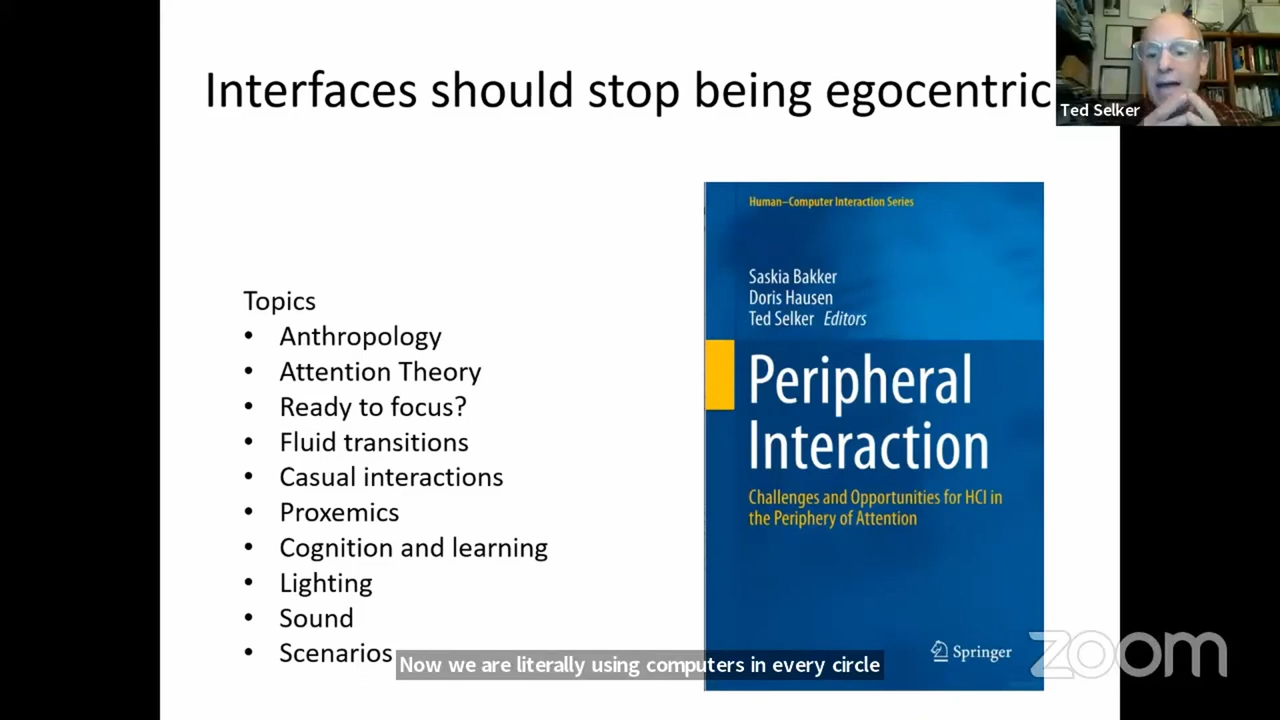 Interfaces should stop being egocentric
Ted Selker
Topics
• Anthropology
• Attention Theory
• Ready to focus?
• Fluid transitions
• Casual interactions
• Proxemics
• Cognition and learning
• Lighting
• Sound
• Scenarios
Human–Computer Interaction Series
Saskia Bakker
Doris Hausen
Ted Selker Editors
Peripheral
Interaction
Challenges and Opportunities for HCI in
the Periphery of Attention
Springer
Now we are literally using computers in every circle
zoom